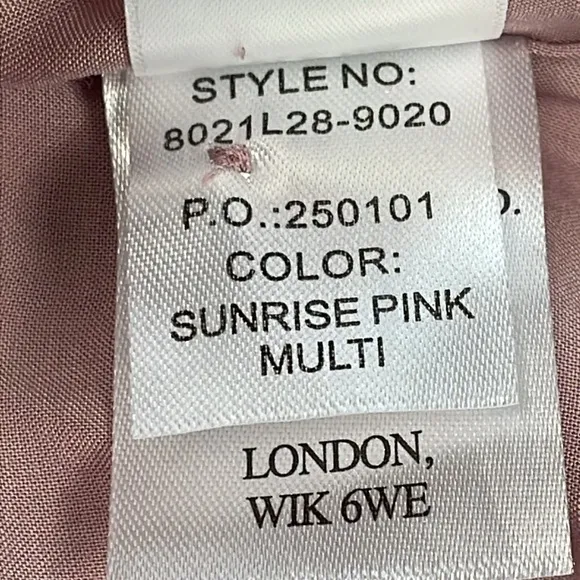 STYLE NO:
8021L28-9020
P.O.:250101
COLOR:
SUNRISE PINK
MULTI
LONDON,
WIK 6WE